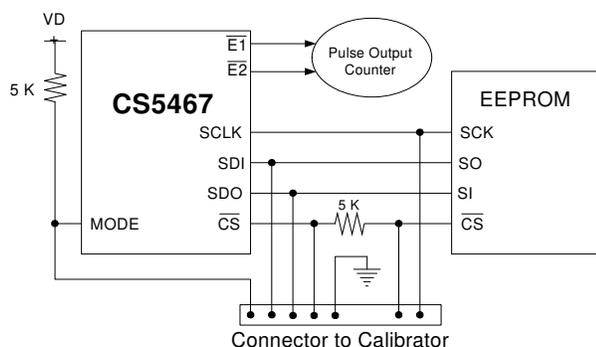 VD
5 K
CS5467
E1
E2
Pulse Output
Counter
EEPROM
SCLK
SCK
SDI
SO
SDO
SI
5 K
MODE
CS
CS
Connector to Calibrator